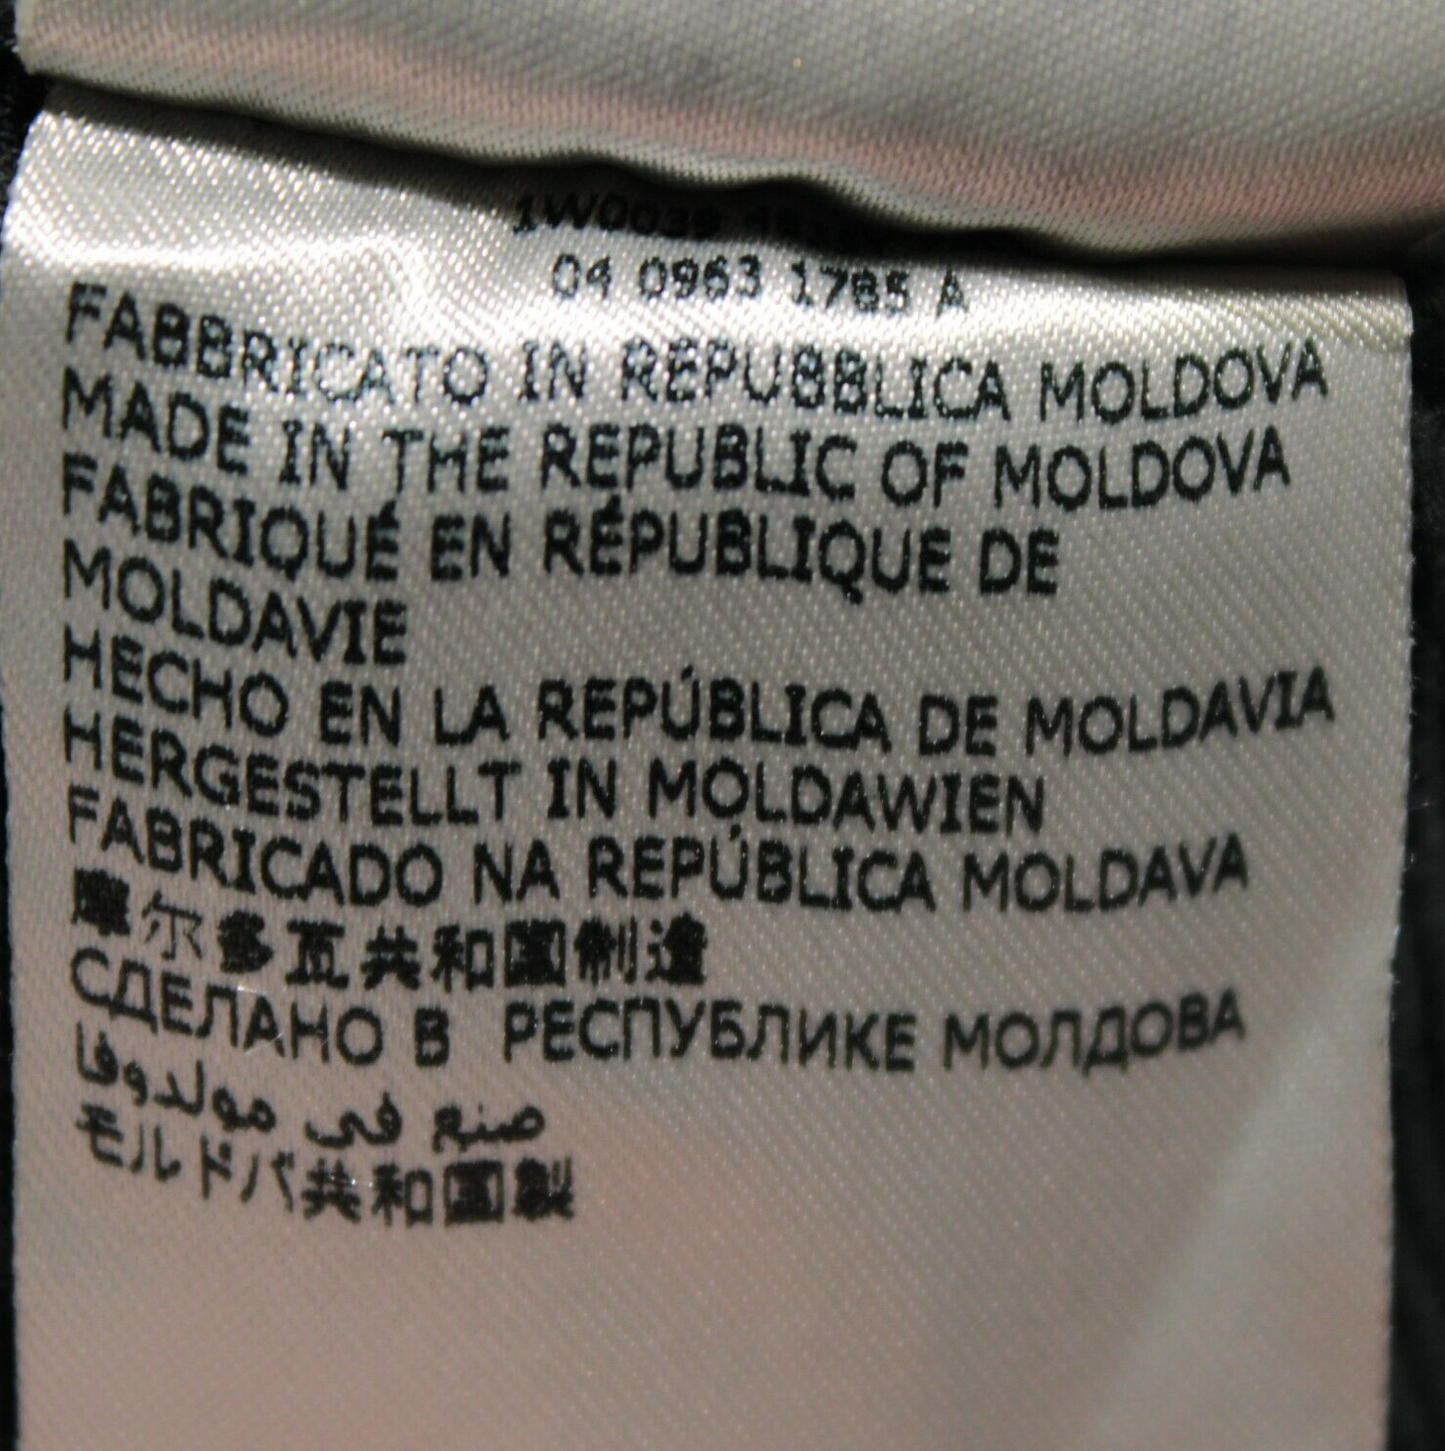 1W0039
04 0963 1785 A
FABBRICATO IN REPUBBLICA MOLDOVA
MADE IN THE REPUBLIC OF MOLDOVA
FABRIQUÉ EN RÉPUBLIQUE DE
MOLDAVIE
HECHO EN LA REPÚBLICA DE MOLDAVIA
HERGESTELLT IN MOLDAWIEN
FABRICADO NA REPÚBLICA MOLDAVA
摩尔多瓦共和國制造
СДЕЛАНО В РЕСПУБЛИКЕ МОЛДОВА
صنع في مولدوفا
モルドバ共和国製